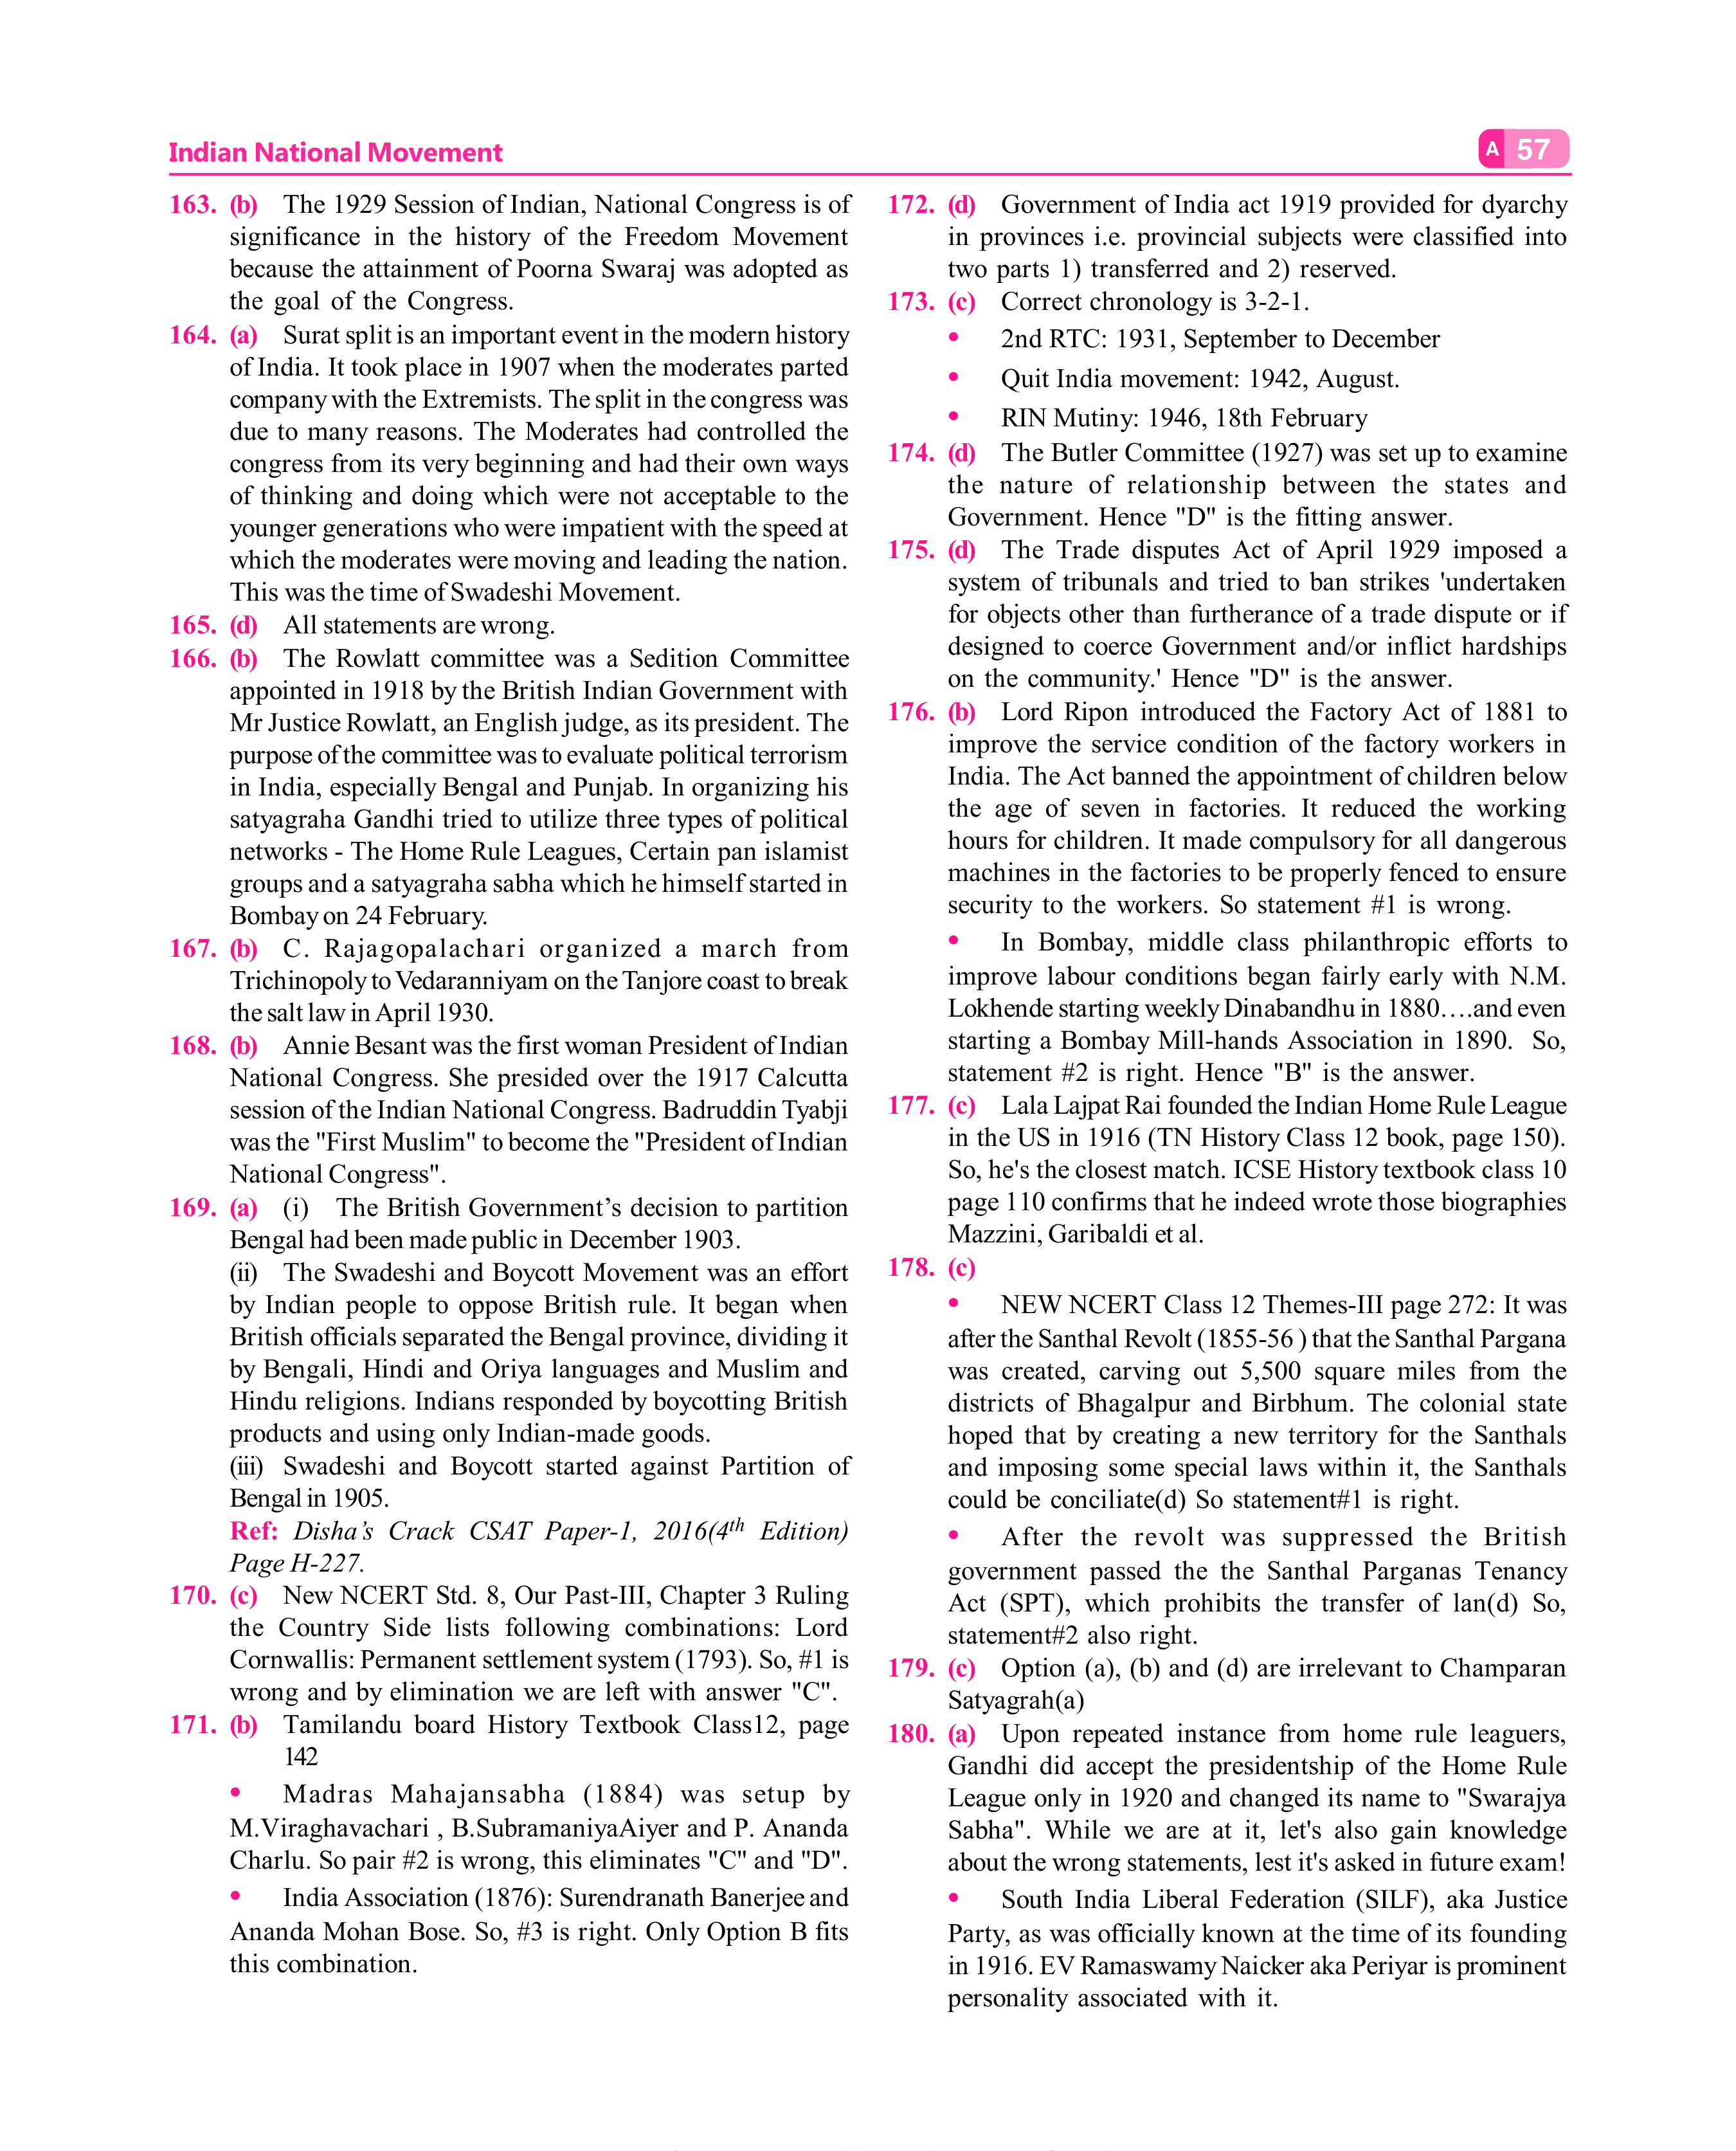 Indian National Movement
A 57
163. (b) The 1929 Session of Indian, National Congress is of
significance in the history of the Freedom Movement
because the attainment of Poorna Swaraj was adopted as
the goal of the Congress.
164. (a) Surat split is an important event in the modern history
of India. It took place in 1907 when the moderates parted
company with the Extremists. The split in the congress was
due to many reasons. The Moderates had controlled the
congress from its very beginning and had their own ways
of thinking and doing which were not acceptable to the
younger generations who were impatient with the speed at
which the moderates were moving and leading the nation.
This was the time of Swadeshi Movement.
165. (d) All statements are wrong.
166. (b) The Rowlatt committee was a Sedition Committee
appointed in 1918 by the British Indian Government with
Mr Justice Rowlatt, an English judge, as its president. The
purpose of the committee was to evaluate political terrorism
in India, especially Bengal and Punjab. In organizing his
satyagraha Gandhi tried to utilize three types of political
networks - The Home Rule Leagues, Certain pan islamist
groups and a satyagraha sabha which he himself started in
Bombay on 24 February.
167. (b) C. Rajagopalachari organized a march from
Trichinopoly to Vedaranniyam on the Tanjore coast to break
the salt law in April 1930.
168. (b) Annie Besant was the first woman President of Indian
National Congress. She presided over the 1917 Calcutta
session of the Indian National Congress. Badruddin Tyabji
was the "First Muslim" to become the "President of Indian
National Congress".
169. (a) (i) The British Government’s decision to partition
Bengal had been made public in December 1903.
(ii) The Swadeshi and Boycott Movement was an effort
by Indian people to oppose British rule. It began when
British officials separated the Bengal province, dividing it
by Bengali, Hindi and Oriya languages and Muslim and
Hindu religions. Indians responded by boycotting British
products and using only Indian-made goods.
(iii) Swadeshi and Boycott started against Partition of
Bengal in 1905.
Ref: Disha’s Crack CSAT Paper-1, 2016(4th Edition)
Page H-227.
170. (c) New NCERT Std. 8, Our Past-III, Chapter 3 Ruling
the Country Side lists following combinations: Lord
Cornwallis: Permanent settlement system (1793). So, #1 is
wrong and by elimination we are left with answer "C".
171. (b) Tamilandu board History Textbook Class12, page
142
• Madras Mahajansabha (1884) was setup by
M.Viraghavachari , B.SubramaniyaAiyer and P. Ananda
Charlu. So pair #2 is wrong, this eliminates "C" and "D".
• India Association (1876): Surendranath Banerjee and
Ananda Mohan Bose. So, #3 is right. Only Option B fits
this combination.
172. (d) Government of India act 1919 provided for dyarchy
in provinces i.e. provincial subjects were classified into
two parts 1) transferred and 2) reserved.
173. (c) Correct chronology is 3-2-1.
• 2nd RTC: 1931, September to December
• Quit India movement: 1942, August.
• RIN Mutiny: 1946, 18th February
174. (d) The Butler Committee (1927) was set up to examine
the nature of relationship between the states and
Government. Hence "D" is the fitting answer.
175. (d) The Trade disputes Act of April 1929 imposed a
system of tribunals and tried to ban strikes 'undertaken
for objects other than furtherance of a trade dispute or if
designed to coerce Government and/or inflict hardships
on the community.' Hence "D" is the answer.
176. (b) Lord Ripon introduced the Factory Act of 1881 to
improve the service condition of the factory workers in
India. The Act banned the appointment of children below
the age of seven in factories. It reduced the working
hours for children. It made compulsory for all dangerous
machines in the factories to be properly fenced to ensure
security to the workers. So statement #1 is wrong.
• In Bombay, middle class philanthropic efforts to
improve labour conditions began fairly early with N.M.
Lokhende starting weekly Dinabandhu in 1880….and even
starting a Bombay Mill-hands Association in 1890. So,
statement #2 is right. Hence "B" is the answer.
177. (c) Lala Lajpat Rai founded the Indian Home Rule League
in the US in 1916 (TN History Class 12 book, page 150).
So, he's the closest match. ICSE History textbook class 10
page 110 confirms that he indeed wrote those biographies
Mazzini, Garibaldi et al.
178. (c)
• NEW NCERT Class 12 Themes-III page 272: It was
after the Santhal Revolt (1855-56 ) that the Santhal Pargana
was created, carving out 5,500 square miles from the
districts of Bhagalpur and Birbhum. The colonial state
hoped that by creating a new territory for the Santhals
and imposing some special laws within it, the Santhals
could be conciliate(d) So statement#1 is right.
• After the revolt was suppressed the British
government passed the the Santhal Parganas Tenancy
Act (SPT), which prohibits the transfer of lan(d) So,
statement#2 also right.
179. (c) Option (a), (b) and (d) are irrelevant to Champaran
Satyagrah(a)
180. (a) Upon repeated instance from home rule leaguers,
Gandhi did accept the presidentship of the Home Rule
League only in 1920 and changed its name to "Swarajya
Sabha". While we are at it, let's also gain knowledge
about the wrong statements, lest it's asked in future exam!
• South India Liberal Federation (SILF), aka Justice
Party, as was officially known at the time of its founding
in 1916. EV Ramaswamy Naicker aka Periyar is prominent
personality associated with it.